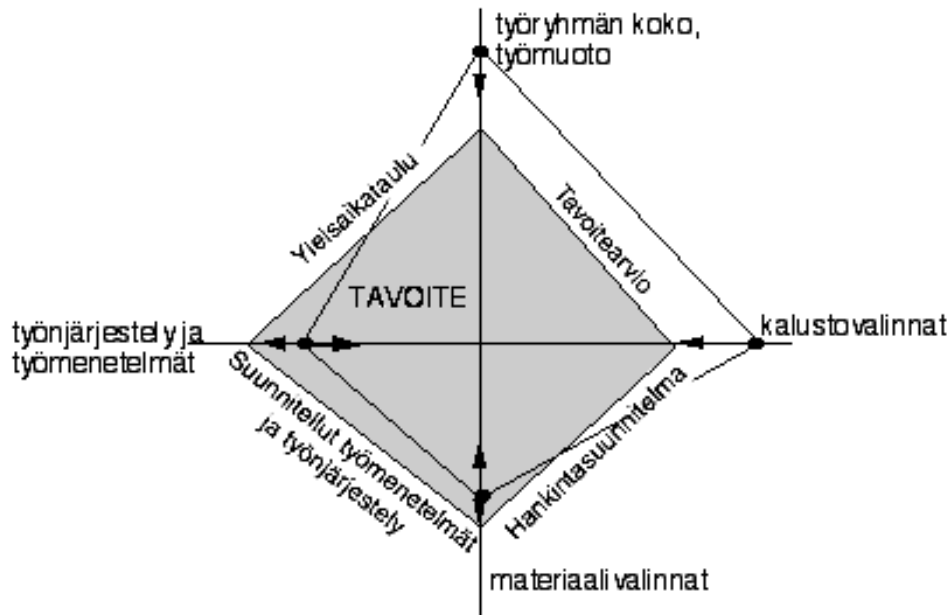 työryhmän koko,
työmuoto
Yleisaikataulu
Tavoitearvio
TAVOITE
työnjärjestely ja
työmenetelmät
kalustovalinnat
Suunnitellut työmenetelmät
ja työnjärjestely
Hankintasuunnitelma
materiaalivalinnat